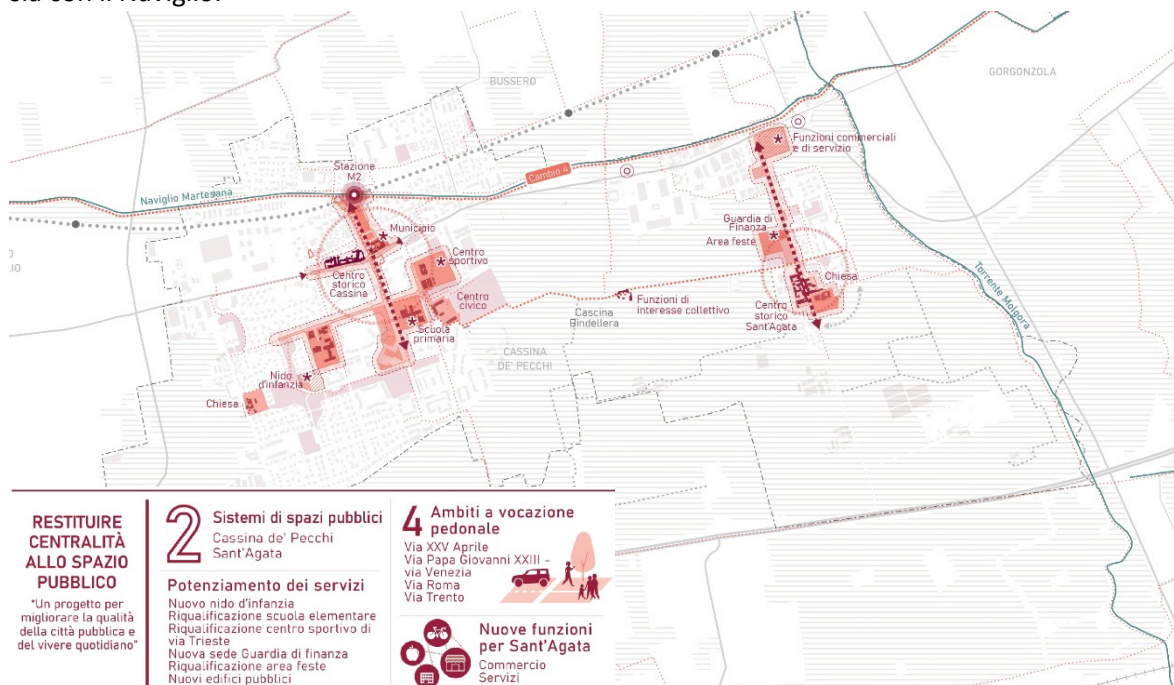 sia con il Naviglio.
BUSSERO
GORGONZOLA
Funzioni commerciali
e di servizio
Stazione
M2
Cambio 4
Naviglio Martesana
Municipio
Guardia di
Finanza
Area feste
Centro
sportivo
Centro
storico
Cassina
Centro
civico
Chiesa
Torrente Molgora
Funzioni di
interesse collettivo
Cascina
Bindellera
Centro
storico
Sant'Agata
Scuola
primaria
CASSINA
DE' PECCHI
Nido
d'infanzia
Chiesa
RESTITUIRE
CENTRALITÀ
ALLO SPAZIO
PUBBLICO
"Un progetto per
migliorare la qualità
della città pubblica e
del vivere quotidiano"
2 Sistemi di spazi pubblici
Cassina de' Pecchi
Sant'Agata
Potenziamento dei servizi
Nuovo nido d'infanzia
Riqualificazione scuola elementare
Riqualificazione centro sportivo di
via Trieste
Nuova sede Guardia di finanza
Riqualificazione area feste
Nuovi edifici pubblici
4 Ambiti a vocazione
pedonale
Via XXV Aprile
Via Papa Giovanni XXIII -
via Venezia
Via Roma
Via Trento
Nuove funzioni
per Sant'Agata
Commercio
Servizi